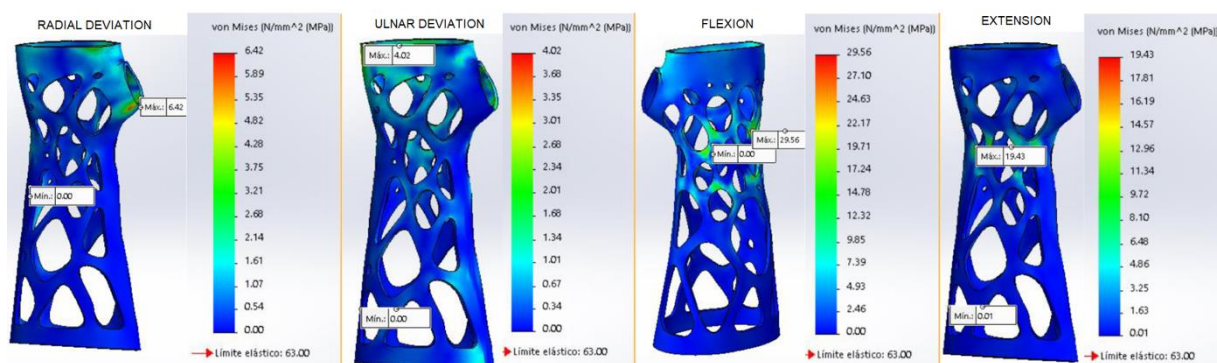 RADIAL DEVIATION
von Mises (N/mm^2 (MPa))
6.42
5.89
5.35
4.82
4.28
3.75
3.21
2.68
2.14
1.61
1.07
0.54
0.00
Máx.: 6.42
Mín.: 0.00
Límite elástico: 63.00
ULNAR DEVIATION
von Mises (N/mm^2 (MPa))
4.02
3.68
3.35
3.01
2.68
2.34
2.01
1.68
1.34
1.01
0.67
0.34
0.00
Máx.: 4.02
Mín.: 0.00
Límite elástico: 63.00
FLEXION
von Mises (N/mm^2 (MPa))
29.56
27.10
24.63
22.17
19.71
17.24
14.78
12.32
9.85
7.39
4.93
2.46
0.00
Máx.: 29.56
Mín.: 0.00
Límite elástico: 63.00
EXTENSION
von Mises (N/mm^2 (MPa))
19.43
17.81
16.19
14.57
12.96
11.34
9.72
8.10
6.48
4.86
3.25
1.63
0.01
Máx.: 19.43
Mín.: 0.01
Límite elástico: 63.00